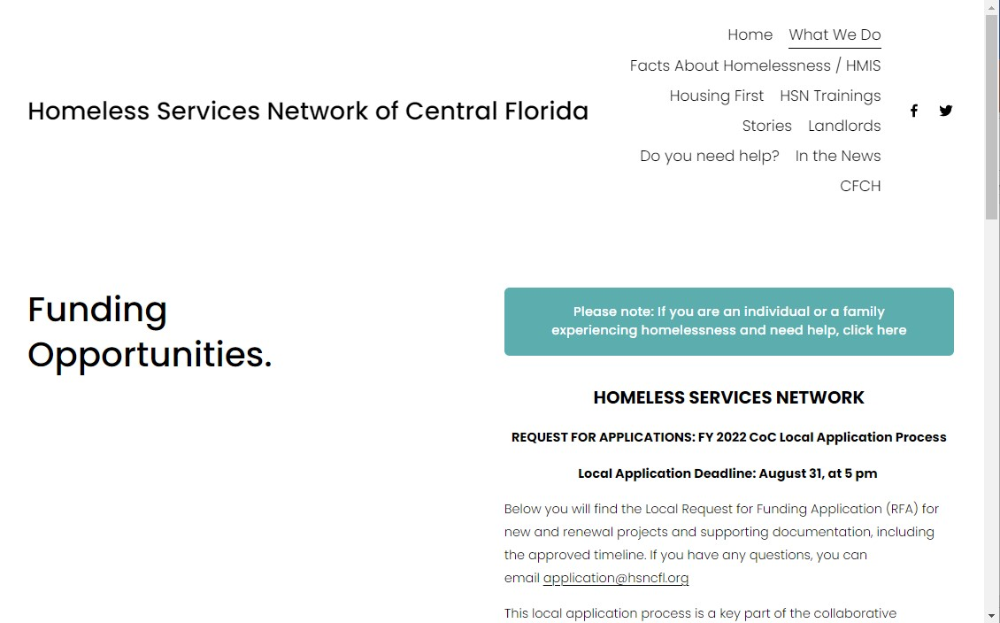 Homeless Services Network of Central Florida
Home What We Do
Facts About Homelessness / HMIS
Housing First HSN Trainings
Stories Landlords
Do you need help? In the News
CFCH
Funding
Opportunities.
Please note: If you are an individual or a family
experiencing homelessness and need help, click here
HOMELESS SERVICES NETWORK
REQUEST FOR APPLICATIONS: FY 2022 CoC Local Application Process
Local Application Deadline: August 31, at 5 pm
Below you will find the Local Request for Funding Application (RFA) for
new and renewal projects and supporting documentation, including
the approved timeline. If you have any questions, you can
email application@hsncfl.org
This local application process is a key part of the collaborative